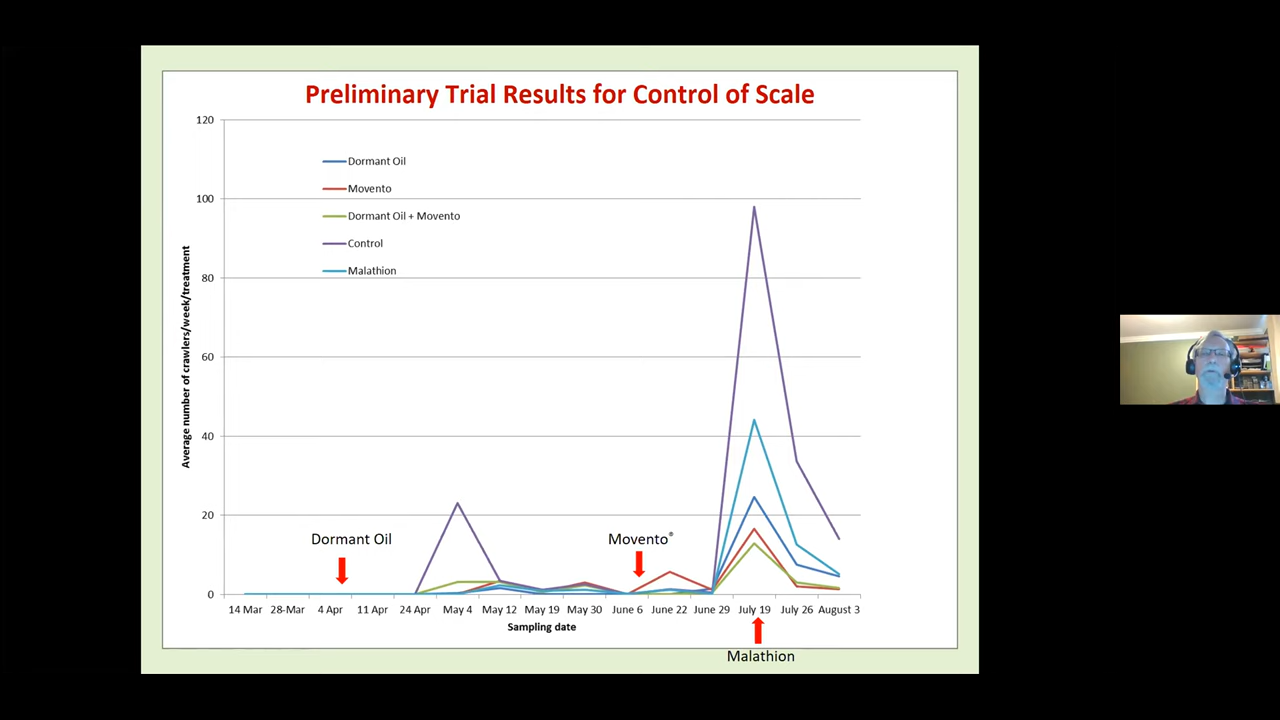 Preliminary Trial Results for Control of Scale
120
100
80
60
40
20
0
Average number of crawlers/week/treatment
Dormant Oil
Movento
Dormant Oil + Movento
Control
Malathion
Dormant Oil
Movento®
14 Mar 28-Mar 4 Apr 11 Apr 24 Apr May 4 May 12 May 19 May 30 June 6 June 22 June 29 July 19 July 26 August 3
Sampling date
Malathion